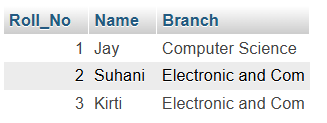 Roll_No Name Branch
1 Jay Computer Science
2 Suhani Electronic and Com
3 Kirti Electronic and Com